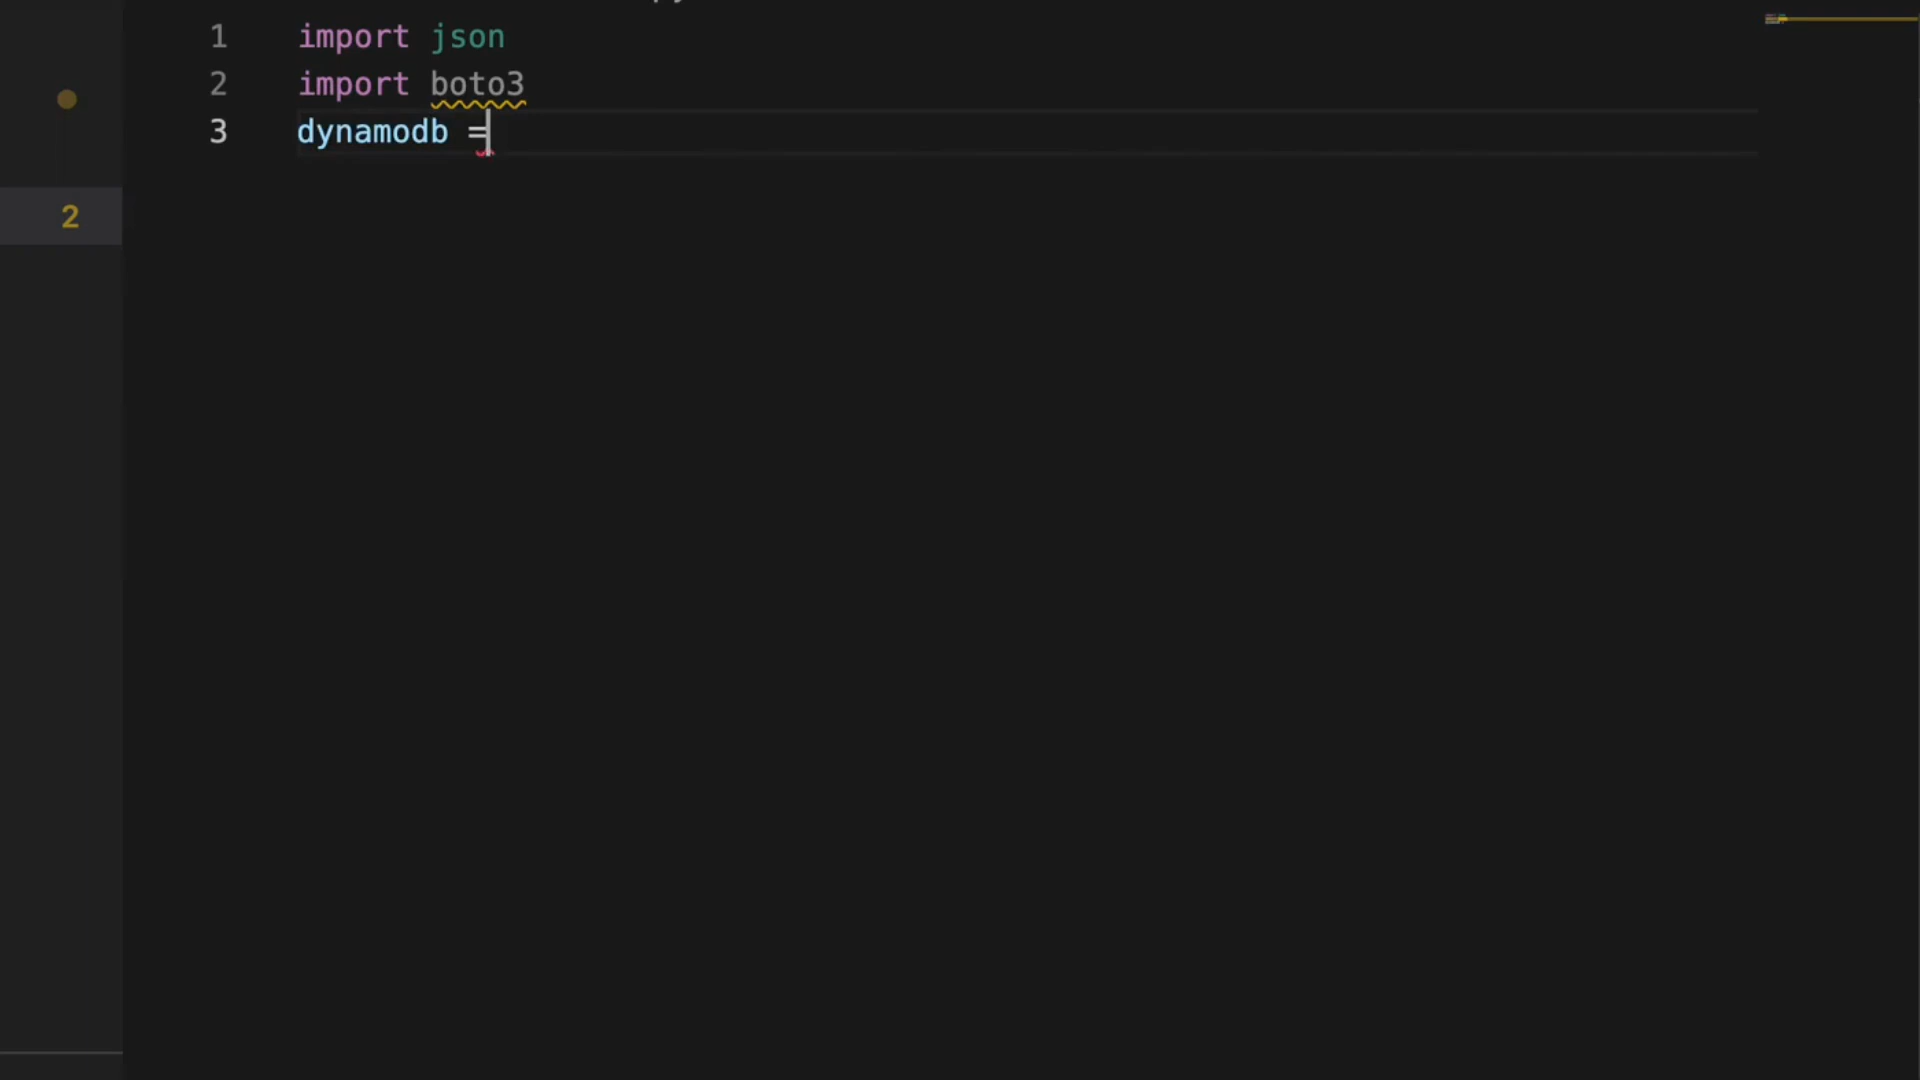 1 import json
2 import boto3
3 dynamodb =
2